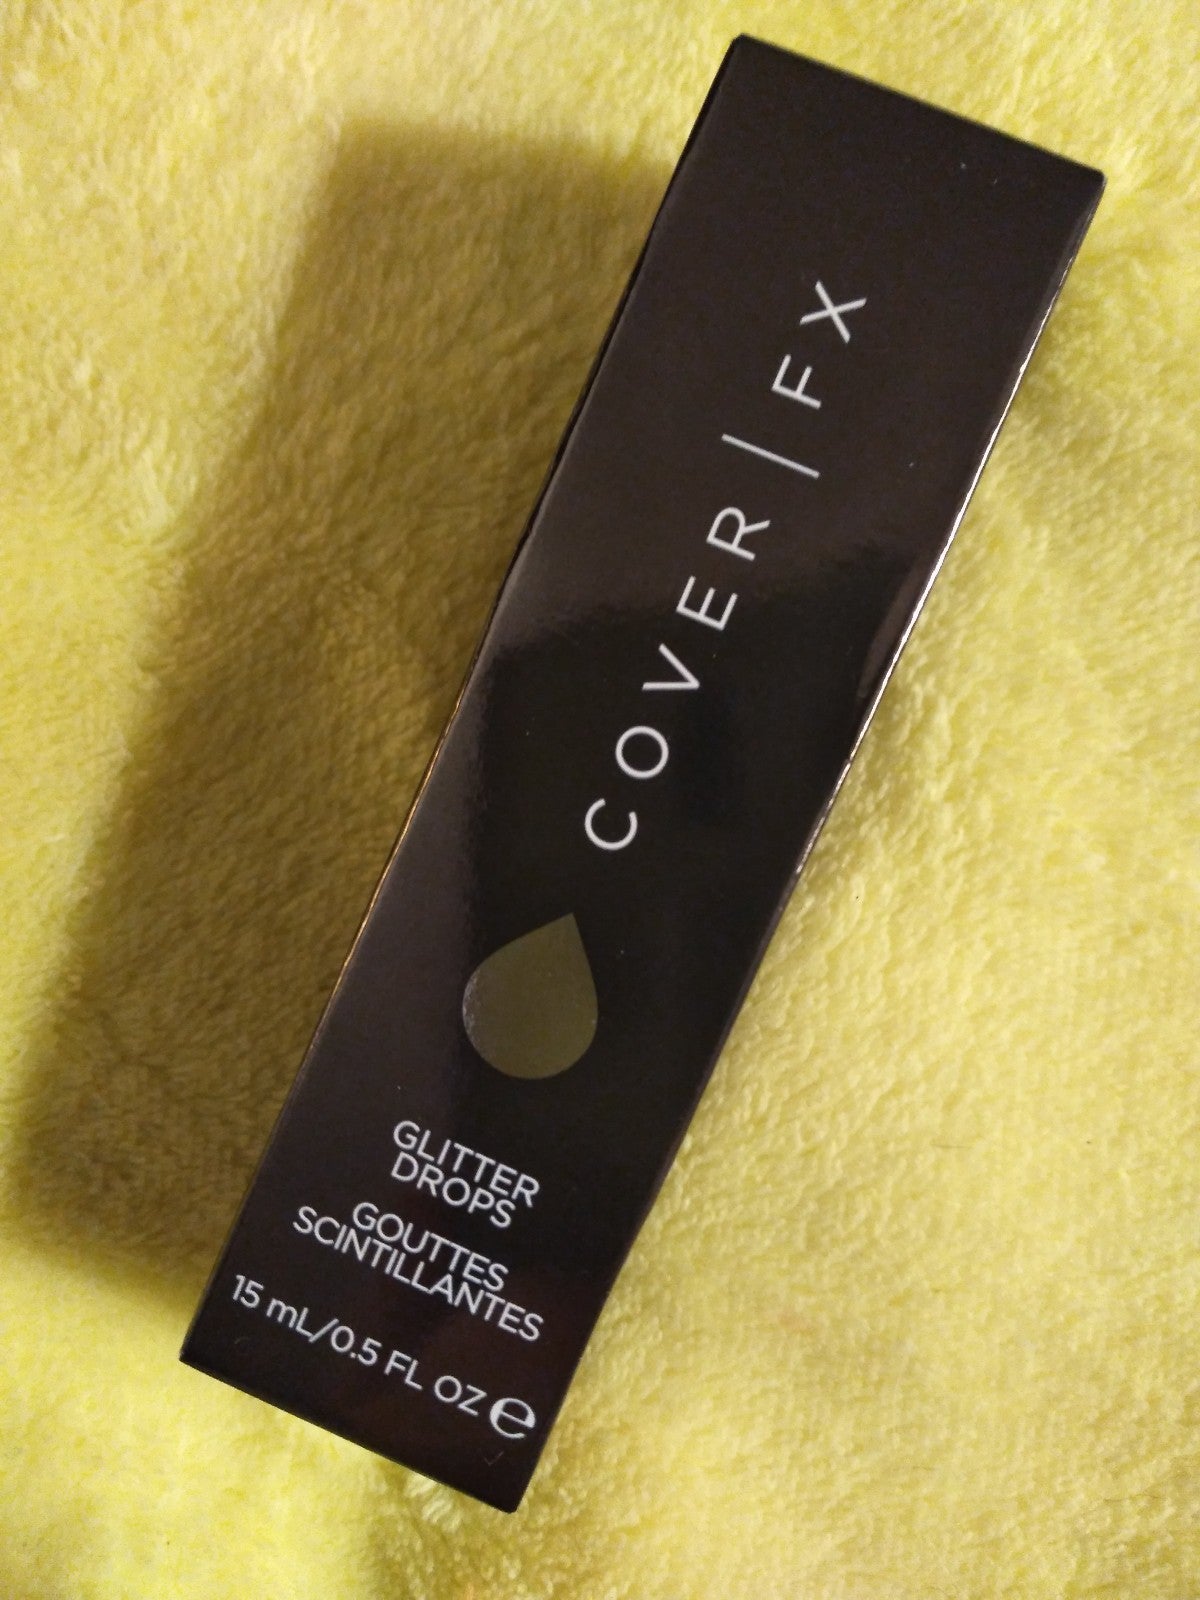 COVER | FX
GLITTER
DROPS
GOUTTES
SCINTILLANTES
15 mL/0.5 FL OZ ℮